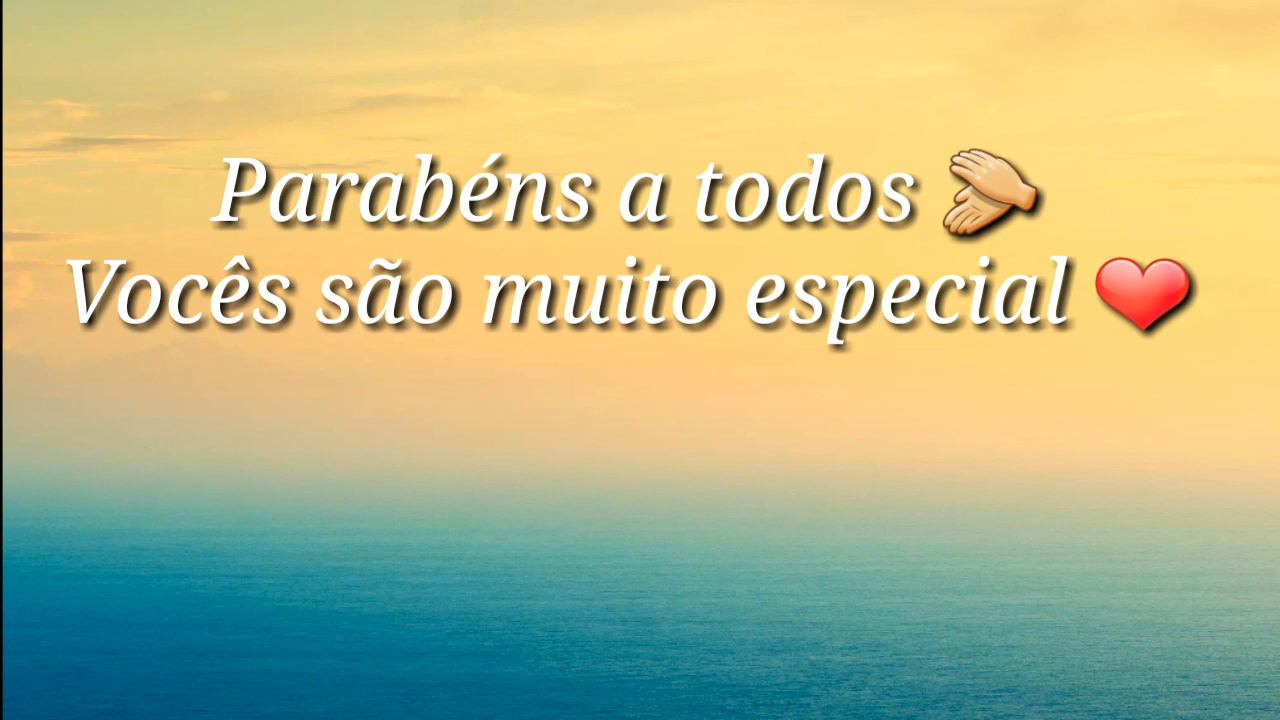 Parabéns a todos 👏🏼
Vocês são muito especial ❤️